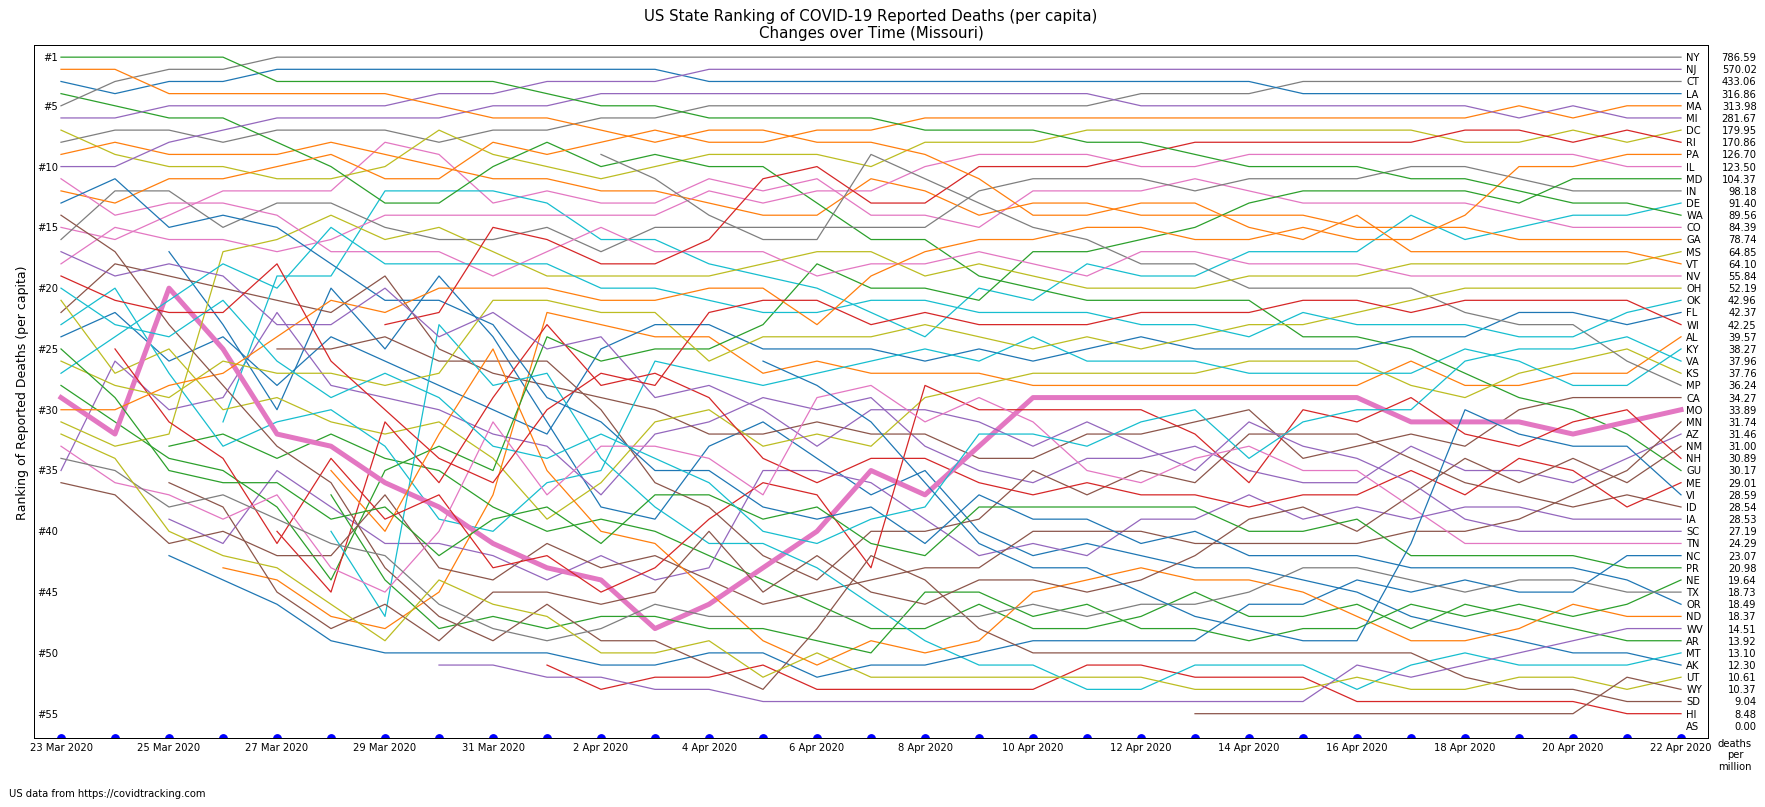 US State Ranking of COVID-19 Reported Deaths (per capita)
Changes over Time (Missouri)
Ranking of Reported Deaths (per capita)
#1
#5
#10
#15
#20
#25
#30
#35
#40
#45
#50
#55
NY 786.59
NJ 570.02
CT 433.06
LA 316.86
MA 313.98
MI 281.67
DC 179.95
RI 170.86
PA 126.70
IL 123.50
MD 104.37
IN 98.18
DE 91.40
WA 89.56
CO 84.39
GA 78.74
MS 64.85
VT 64.10
NV 55.84
OH 52.19
OK 42.96
FL 42.37
WI 42.25
AL 39.57
KY 38.27
VA 37.96
KS 37.76
MP 36.24
CA 34.27
MO 33.89
MN 31.74
AZ 31.46
NM 31.00
NH 30.89
GU 30.17
ME 29.01
VI 28.59
ID 28.54
IA 28.53
SC 27.19
TN 24.29
NC 23.07
PR 20.98
NE 19.64
TX 18.73
OR 18.49
ND 18.37
WV 14.51
AR 13.92
MT 13.10
AK 12.30
UT 10.61
WY 10.37
SD 9.04
HI 8.48
AS 0.00
23 Mar 2020 25 Mar 2020 27 Mar 2020 29 Mar 2020 31 Mar 2020 2 Apr 2020 4 Apr 2020 6 Apr 2020 8 Apr 2020 10 Apr 2020 12 Apr 2020 14 Apr 2020 16 Apr 2020 18 Apr 2020 20 Apr 2020 22 Apr 2020
deaths
per
million
US data from https://covidtracking.com